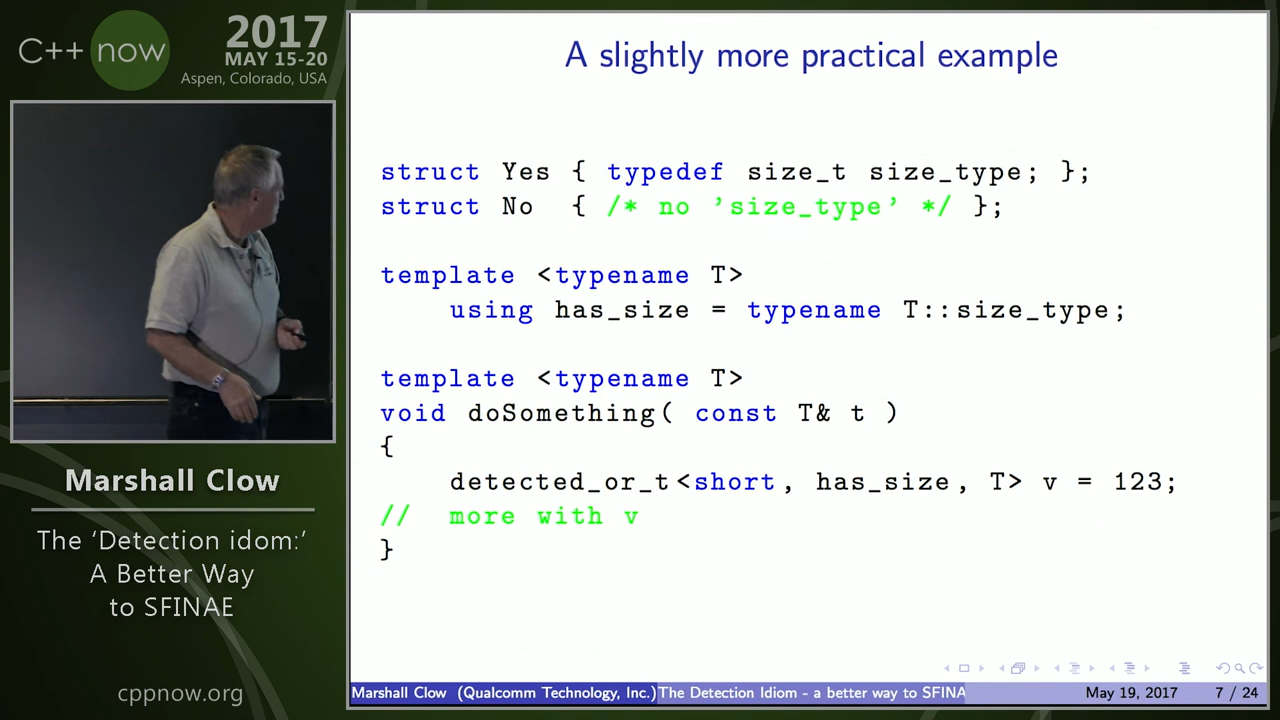 C++ now
2017
MAY 15-20
Aspen, Colorado, USA
Marshall Clow
The ‘Detection idom:’
A Better Way
to SFINAE
cppnow.org
A slightly more practical example
struct Yes { typedef size_t size_type; };
struct No { /* no ’size_type’ */ };
template <typename T>
using has_size = typename T::size_type;
template <typename T>
void doSomething( const T& t )
{
detected_or_t<short, has_size, T> v = 123;
// more with v
}
Marshall Clow (Qualcomm Technology, Inc.) The Detection Idiom - a better way to SFINA May 19, 2017 7 / 24